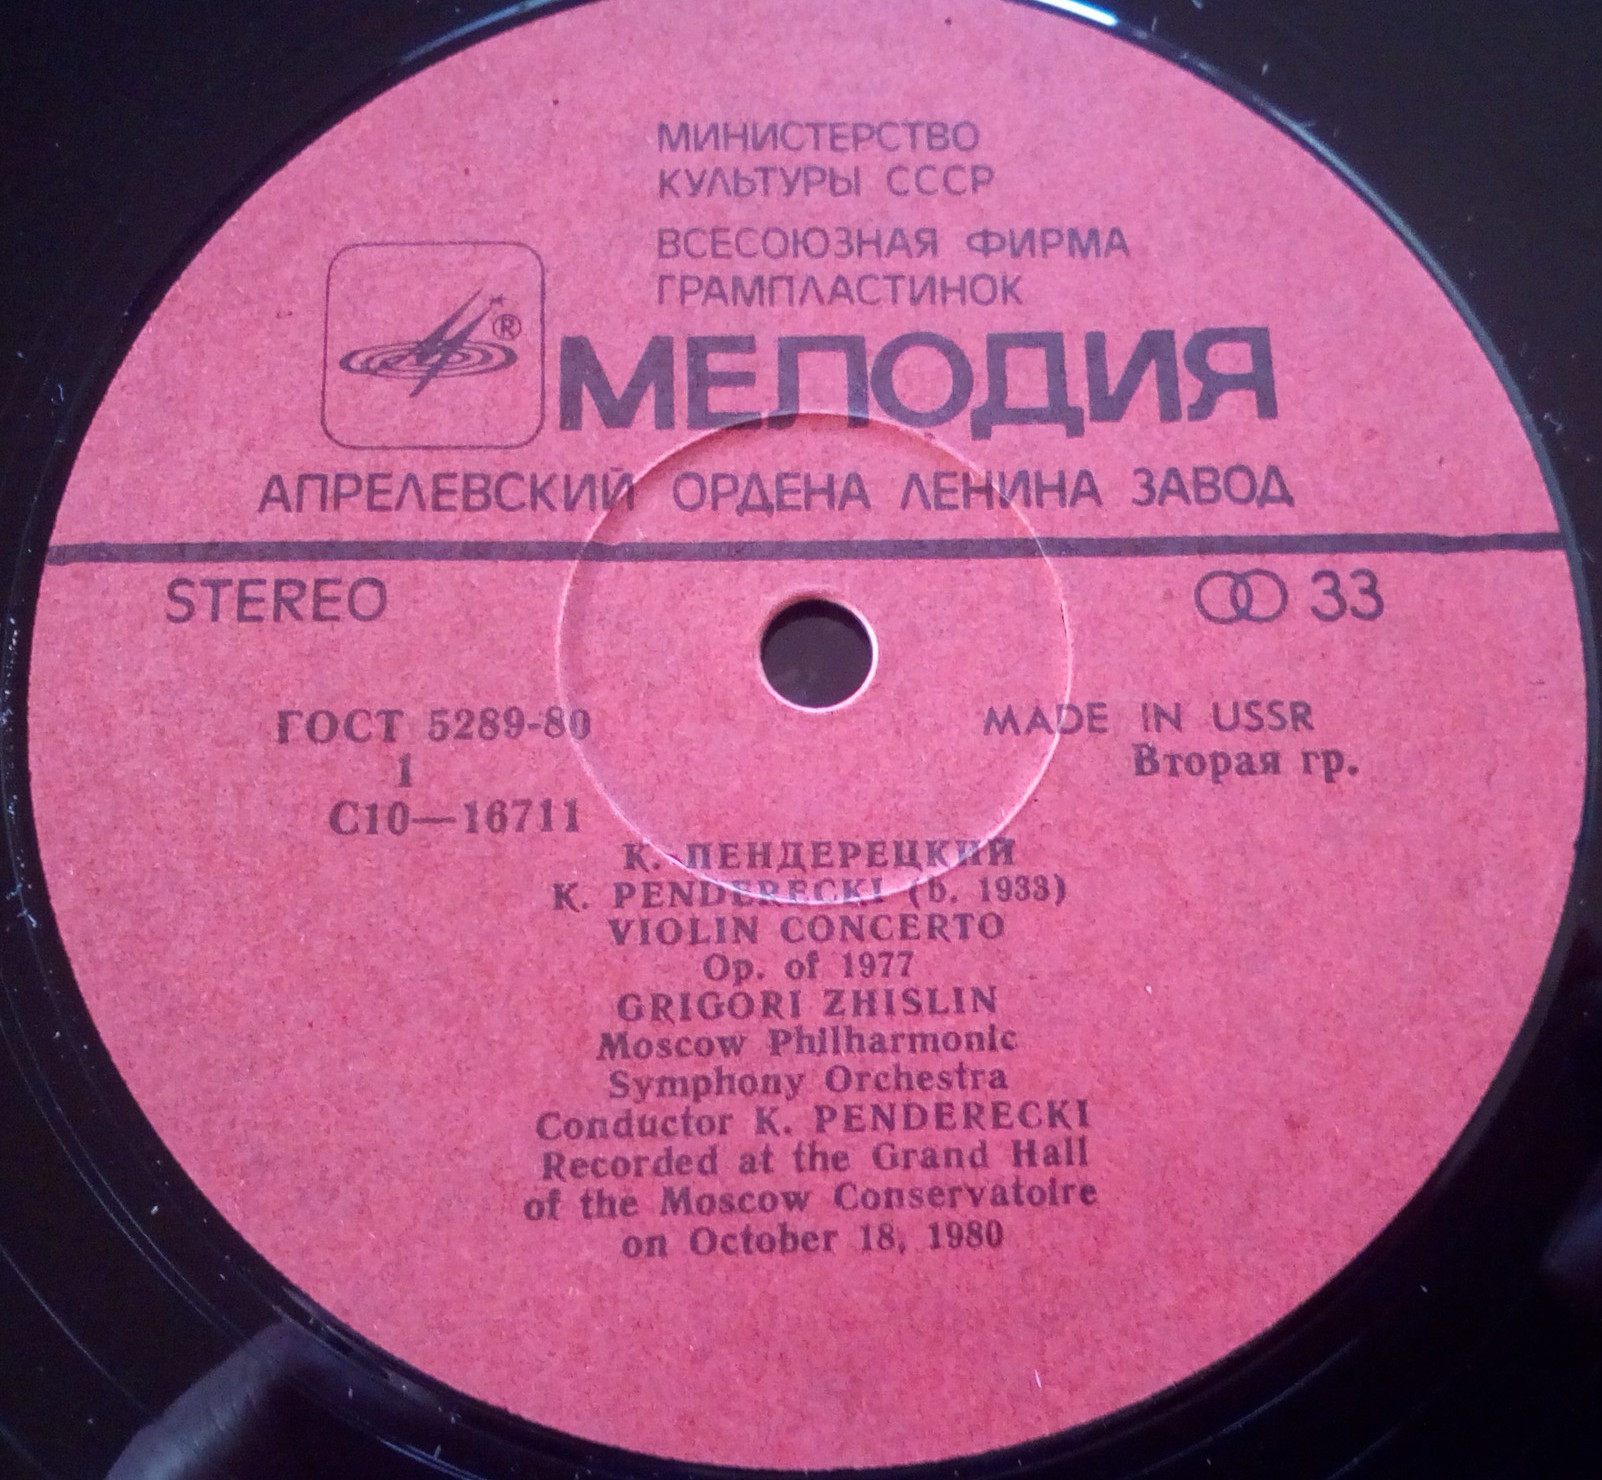 МИНИСТЕРСТВО
КУЛЬТУРЫ СССР
ВСЕСОЮЗНАЯ ФИРМА
ГРАМПЛАСТИНОК
®
МЕЛОДИЯ
АПРЕЛЕВСКИЙ ОРДЕНА ЛЕНИНА ЗАВОД
STEREO
33
ГОСТ 5289-80
MADE IN USSR
1
Вторая гр.
С10—16711
К. ПЕНДЕРЕЦКИЙ
K. PENDERECKI (b. 1933)
VIOLIN CONCERTO
Op. of 1977
GRIGORI ZHISLIN
Moscow Philharmonic
Symphony Orchestra
Conductor K. PENDERECKI
Recorded at the Grand Hall
of the Moscow Conservatoire
on October 18, 1980